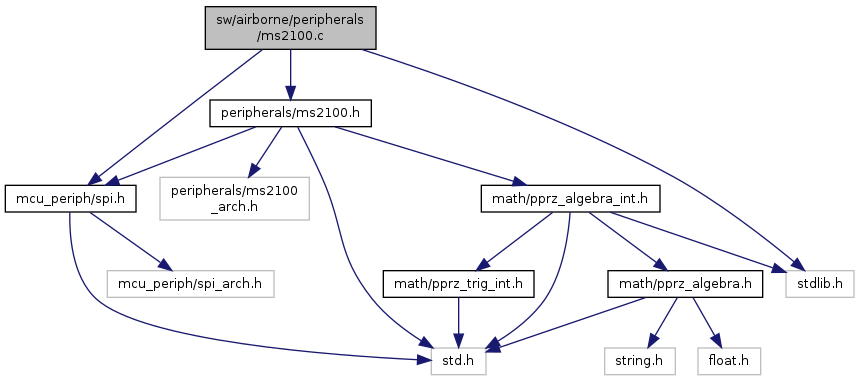 sw/airborne/peripherals
/ms2100.c
peripherals/ms2100.h
mcu_periph/spi.h
peripherals/ms2100
_arch.h
math/pprz_algebra_int.h
mcu_periph/spi_arch.h
math/pprz_trig_int.h
math/pprz_algebra.h
stdlib.h
std.h
string.h
float.h